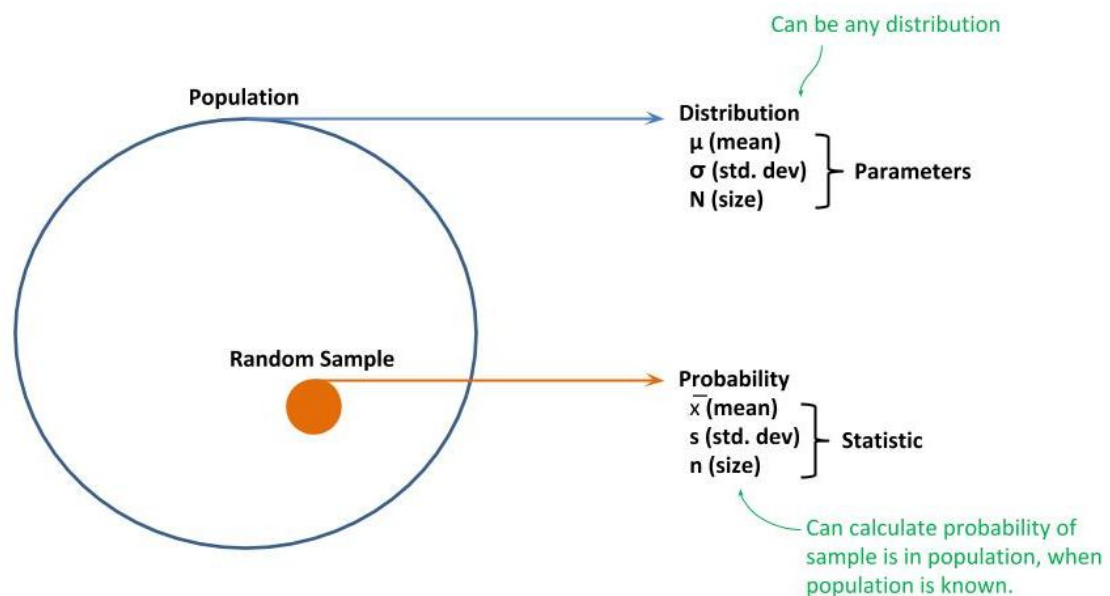 Can be any distribution
Population
Distribution
μ (mean)
σ (std. dev)
N (size)
Parameters
Random Sample
Probability
x̅ (mean)
s (std. dev)
n (size)
Statistic
Can calculate probability of
sample is in population, when
population is known.